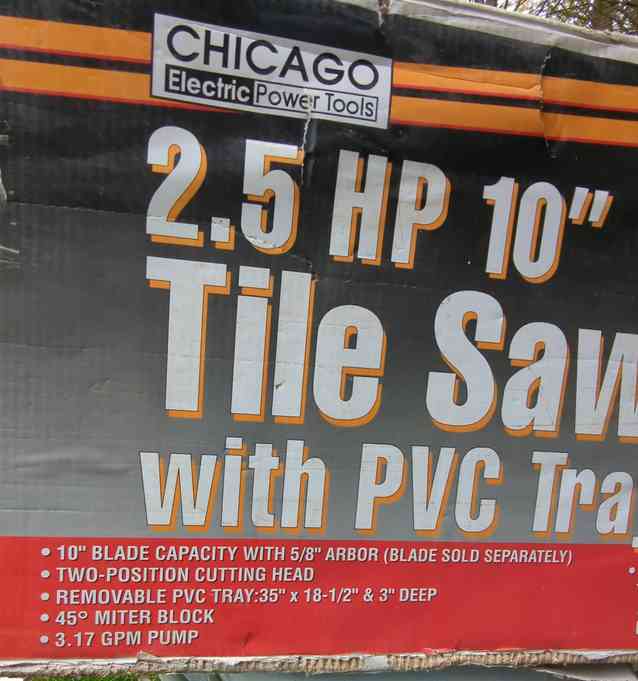 CHICAGO
Electric Power Tools
2.5 HP 10"
Tile Saw
with PVC Tra
• 10" BLADE CAPACITY WITH 5/8" ARBOR (BLADE SOLD SEPARATELY)
• TWO-POSITION CUTTING HEAD
• REMOVABLE PVC TRAY:35" x 18-1/2" & 3" DEEP
• 45° MITER BLOCK
• 3.17 GPM PUMP